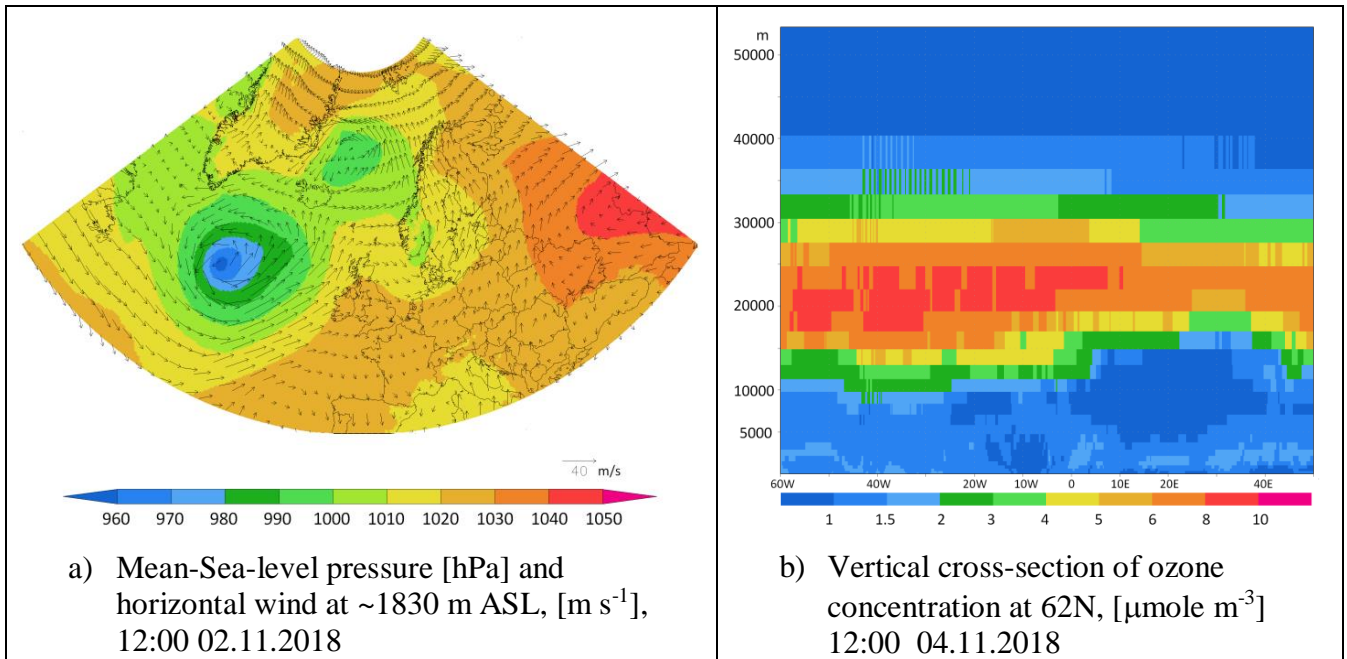 40 m/s
960 970 980 990 1000 1010 1020 1030 1040 1050
a) Mean-Sea-level pressure [hPa] and
horizontal wind at ~1830 m ASL, [m s-1],
12:00 02.11.2018
m
50000
40000
30000
20000
10000
5000
60W 40W 20W 10W 0 10E 20E 40E
1 1.5 2 3 4 5 6 8 10
b) Vertical cross-section of ozone
concentration at 62N, [μmole m-3]
12:00 04.11.2018